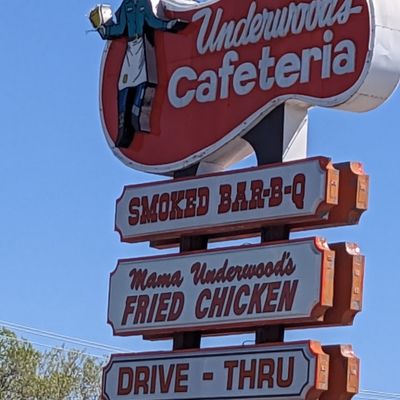 Underwood's
Cafeteria
SMOKED BAR-B-Q
Mama Underwood's
FRIED CHICKEN
DRIVE - THRU